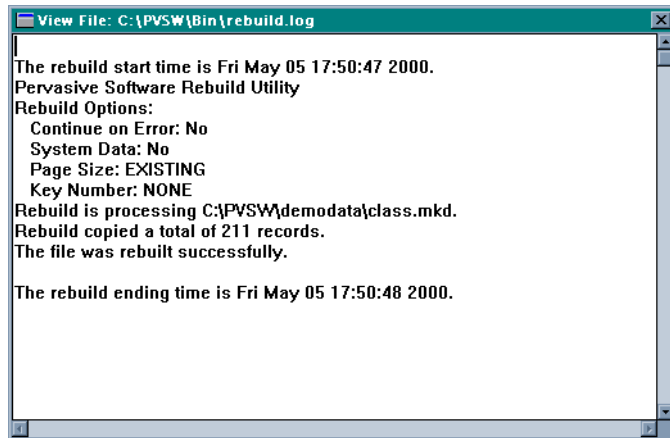 View File: C:\PVSW\Bin\rebuild.log
The rebuild start time is Fri May 05 17:50:47 2000.
Pervasive Software Rebuild Utility
Rebuild Options:
Continue on Error: No
System Data: No
Page Size: EXISTING
Key Number: NONE
Rebuild is processing C:\PVSW\demodata\class.mkd.
Rebuild copied a total of 211 records.
The file was rebuilt successfully.
The rebuild ending time is Fri May 05 17:50:48 2000.